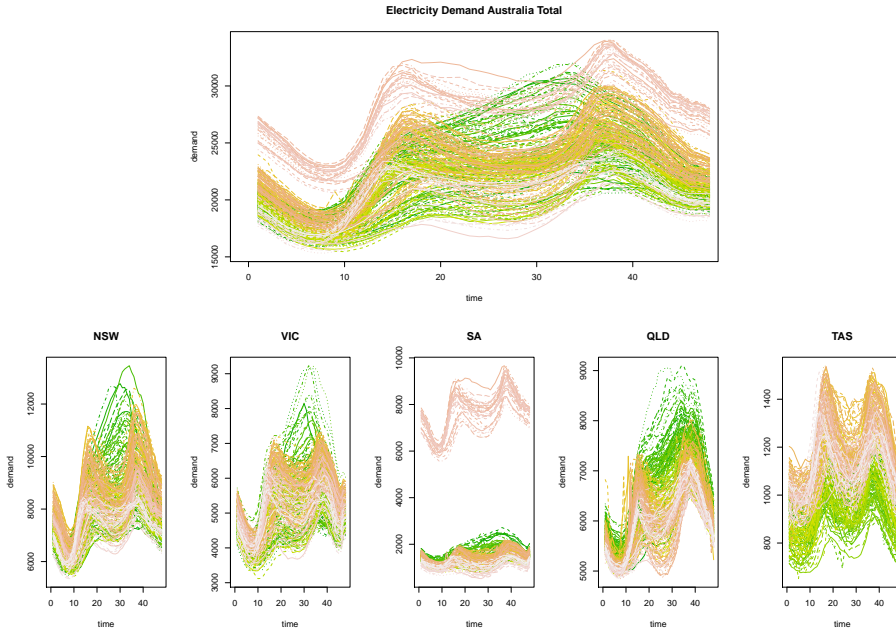 Electricity Demand Australia Total
demand
15000 20000 25000 30000
0 10 20 30 40
time
NSW
demand
6000 8000 10000 12000
0 10 20 30 40
time
VIC
demand
3000 4000 5000 6000 7000 8000 9000
0 10 20 30 40
time
SA
demand
2000 4000 6000 8000 10000
0 10 20 30 40
time
QLD
demand
5000 6000 7000 8000 9000
0 10 20 30 40
time
TAS
demand
800 1000 1200 1400
0 10 20 30 40
time